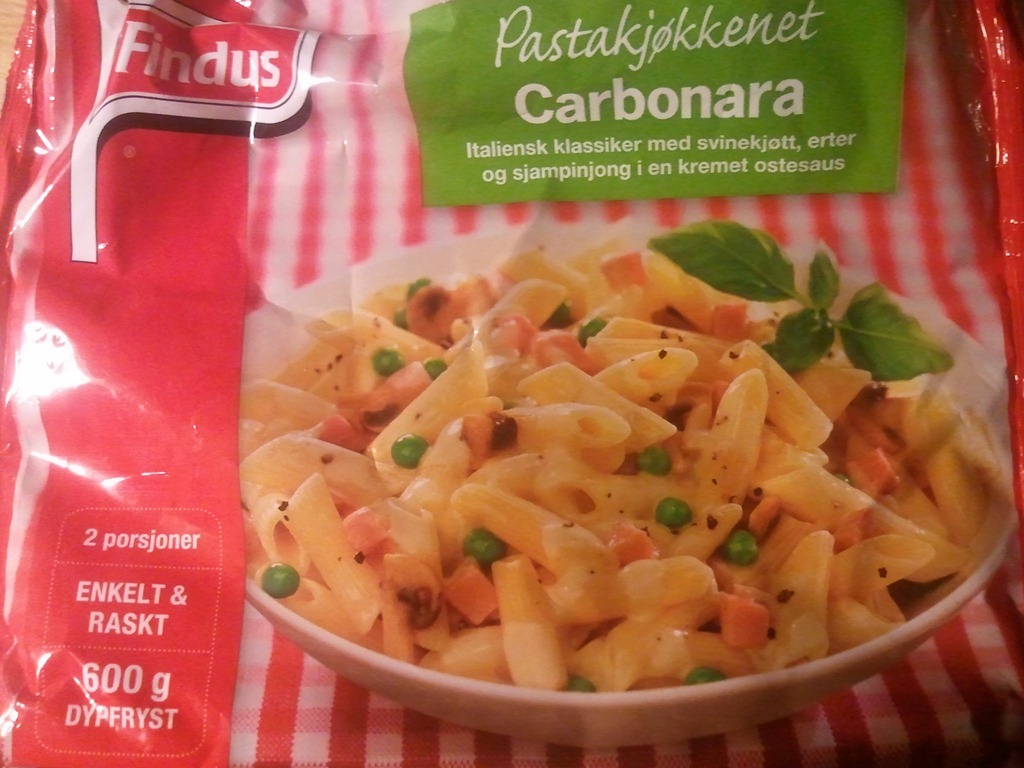 Findus
®
Pastakjøkkenet
Carbonara
Italiensk klassiker med svinekjøtt, erter
og sjampinjong i en kremet ostesaus
2 porsjoner
ENKELT &
RASKT
600 g
DYPFRYST